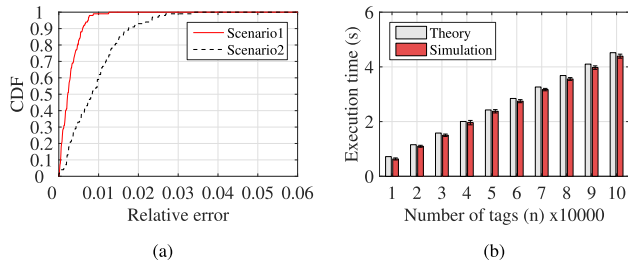 1
0.9
0.8
0.7
0.6
0.5
0.4
0.3
0.2
0.1
0
CDF
Scenario1
Scenario2
0 0.01 0.02 0.03 0.04 0.05 0.06
Relative error
(a)
6
4
2
0
Execution time (s)
Theory
Simulation
1 2 3 4 5 6 7 8 9 10
Number of tags (n) x10000
(b)